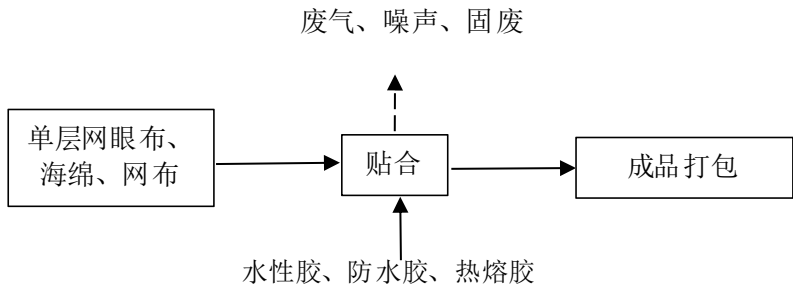 废气、噪声、固废
单层网眼布、
海绵、网布
贴合
成品打包
水性胶、防水胶、热熔胶